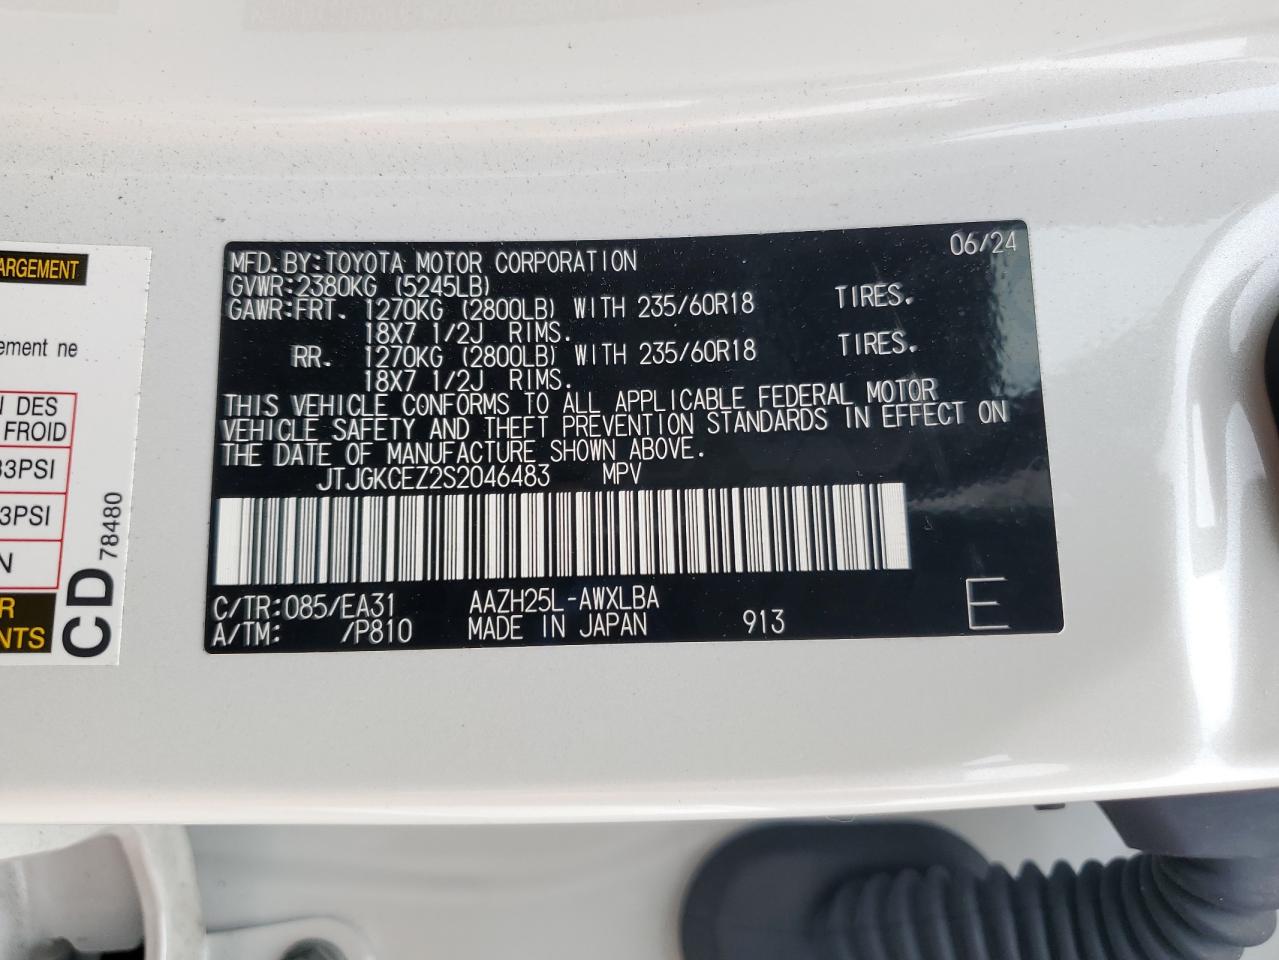 ARGEMENT
ement ne
N DES
FROID
33PSI
3PSI
N
R
NTS
CD 78480
06/24
MFD.BY:TOYOTA MOTOR CORPORATION
GVWR:2380KG (5245LB)
GAWR:FRT. 1270KG (2800LB) WITH 235/60R18 TIRES.
18X7 1/2J RIMS.
RR. 1270KG (2800LB) WITH 235/60R18 TIRES.
18X7 1/2J RIMS.
THIS VEHICLE CONFORMS TO ALL APPLICABLE FEDERAL MOTOR
VEHICLE SAFETY AND THEFT PREVENTION STANDARDS IN EFFECT ON
THE DATE OF MANUFACTURE SHOWN ABOVE.
JTJGKCEZ2S2046483 MPV
C/TR:085/EA31 AAZH25L-AWXLBA
A/TM: /P810 MADE IN JAPAN 913 E